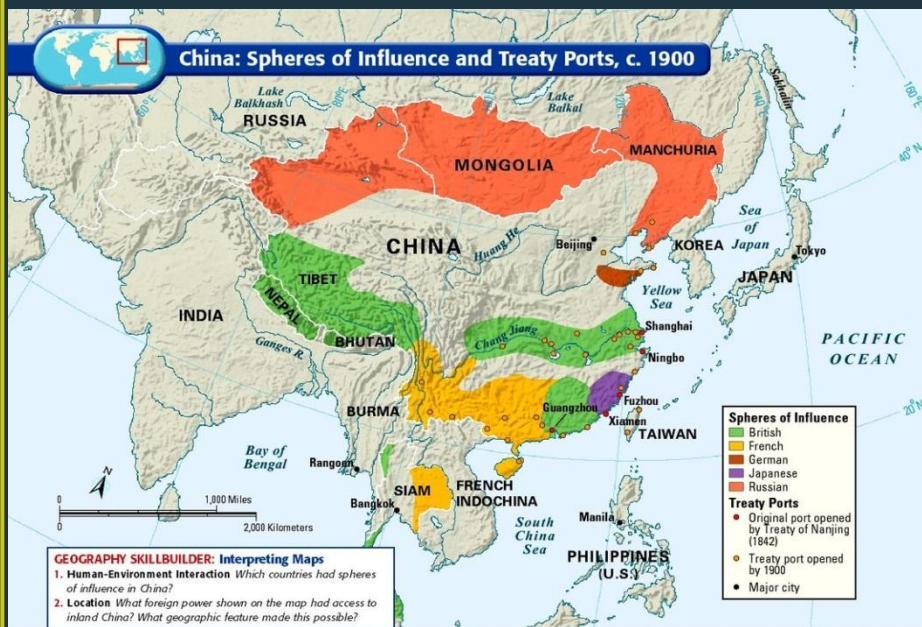 China: Spheres of Influence and Treaty Ports, c. 1900
80°E
Lake
Balkhash
RUSSIA
Lake
Baikal
Sakhalin
40°N
MONGOLIA
MANCHURIA
Sea
of
Japan
CHINA
Huang He
Beijing
KOREA
Tokyo
JAPAN
Yellow
Sea
TIBET
NEPAL
INDIA
BHUTAN
Ganges R.
Chang Jiang
Shanghai
Ningbo
PACIFIC
OCEAN
BURMA
Guangzhou
Fuzhou
Xiamen
TAIWAN
20°N
Bay of
Bengal
Rangoon
SIAM
Bangkok
FRENCH
INDOCHINA
South
China
Sea
Manila
PHILIPPINES
(U.S.)
N
0
1,000 Miles
0
2,000 Kilometers
Spheres of Influence
British
French
German
Japanese
Russian
Treaty Ports
Original port opened
by Treaty of Nanjing
(1842)
Treaty port opened
by 1900
Major city
GEOGRAPHY SKILLBUILDER: Interpreting Maps
1. Human-Environment Interaction Which countries had spheres
of influence in China?
2. Location What foreign power shown on the map had access to
inland China? What geographic feature made this possible?